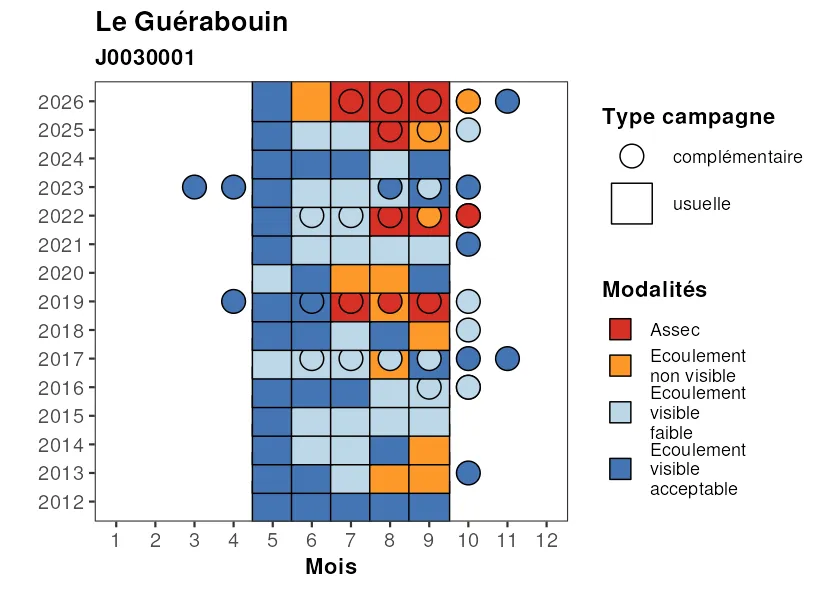 Le Guérabouin
J0030001
2026
2025
2024
2023
2022
2021
2020
2019
2018
2017
2016
2015
2014
2013
2012
1 2 3 4 5 6 7 8 9 10 11 12
Mois
Type campagne
complémentaire
usuelle
Modalités
Assec
Ecoulement
non visible
Ecoulement
visible
faible
Ecoulement
visible
acceptable